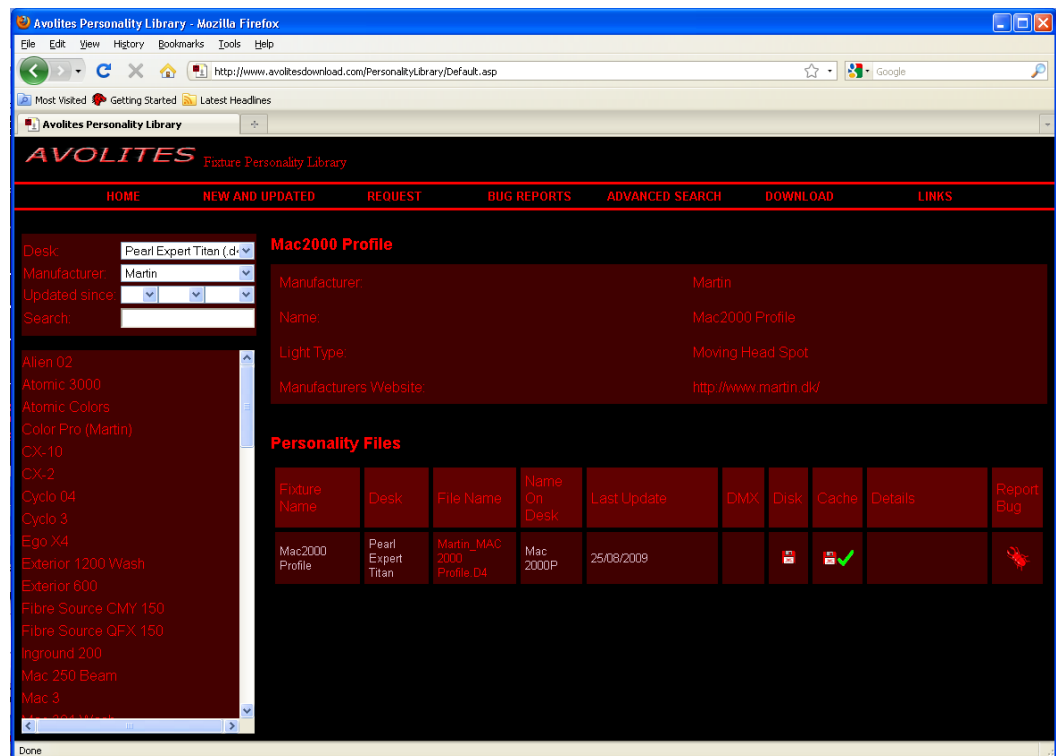 Avolites Personality Library - Mozilla Firefox
File Edit View History Bookmarks Tools Help
http://www.avolitesdownload.com/PersonalityLibrary/Default.asp
Google
Most Visited Getting Started Latest Headlines
Avolites Personality Library
AVOLITES Fixture Personality Library
HOME NEW AND UPDATED REQUEST BUG REPORTS ADVANCED SEARCH DOWNLOAD LINKS
Desk: Pearl Expert Titan (.d4
Manufacturer: Martin
Updated since:
Search:
Alien 02
Atomic 3000
Atomic Colors
Color Pro (Martin)
CX-10
CX-2
Cyclo 04
Cyclo 3
Ego X4
Exterior 1200 Wash
Exterior 600
Fibre Source CMY 150
Fibre Source QFX 150
Inground 200
Mac 250 Beam
Mac 3
Mac2000 Profile
Manufacturer: Martin
Name: Mac2000 Profile
Light Type: Moving Head Spot
Manufacturers Website: http://www.martin.dk/
Personality Files
Fixture Name Desk File Name Name On Desk Last Update DMX Disk Cache Details Report Bug
Mac2000 Profile Pearl Expert Titan Martin_MAC 2000 Profile.D4 Mac 2000P 25/08/2009
Done